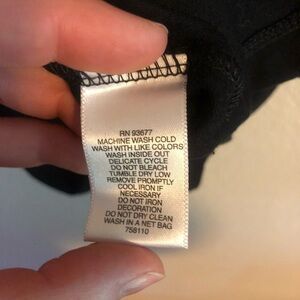 RN 93677
MACHINE WASH COLD
WASH WITH LIKE COLORS
WASH INSIDE OUT
DELICATE CYCLE
DO NOT BLEACH
TUMBLE DRY LOW
REMOVE PROMPTLY
COOL IRON IF
NECESSARY
DO NOT IRON
DECORATION
DO NOT DRY CLEAN
WASH IN A NET BAG
758110